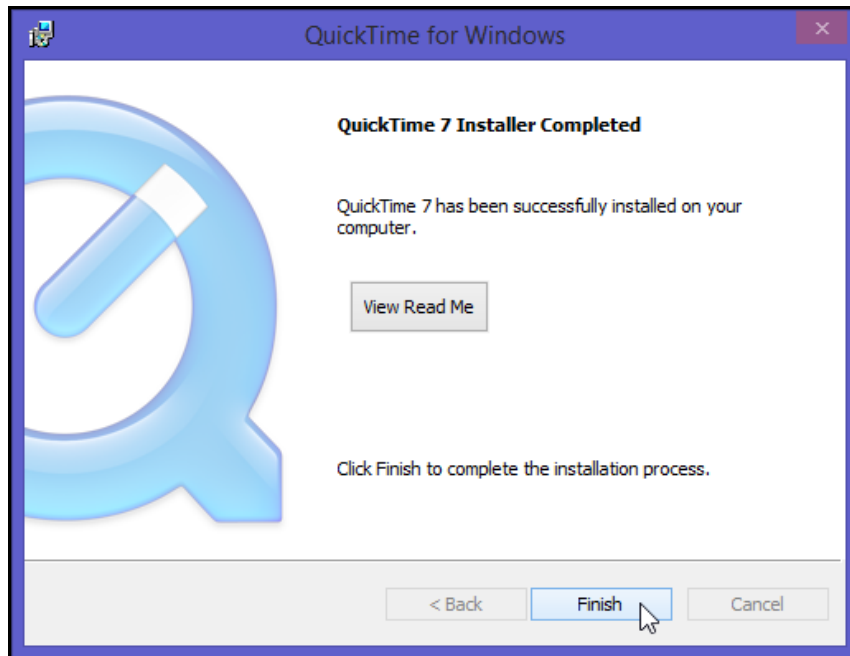 QuickTime for Windows
QuickTime 7 Installer Completed
QuickTime 7 has been successfully installed on your
computer.
View Read Me
Click Finish to complete the installation process.
< Back
Finish
Cancel